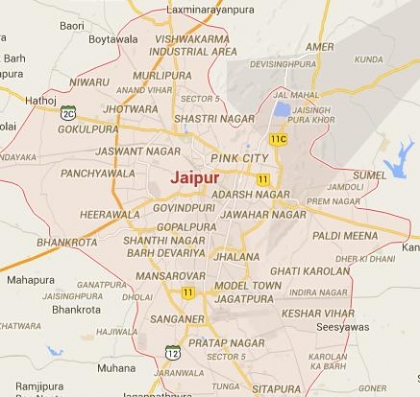 Laxminarayanpura
Baori
Boytawala
VISHWAKARMA
INDUSTRIAL AREA
AMER
DEVISINGHPURA
KUNDA
apura
NIWARU
MURLIPURA
ANAND VIHAR
Hathoj
SECTOR 5
JAL MAHAL
JHOTWARA
JAISINGH
PURA KHOR
2C
SHASTRI NAGAR
olai
GOKULPURA
11C
JASWANT NAGAR
PINK CITY
NDAYAKA
PANCHYAWALA
Jaipur
11
SUMEL
JAMDOLI
ADARSH NAGAR
PREM NAGAR
HEERAWALA
GOVINDPURI
JAWAHAR NAGAR
GOPALPURA
PALDI MEENA
BHANKROTA
SHANTHI NAGAR
Kan
BARH DEVARIYA
JHALANA
DHER KI DHANI
GHATI KAROLAN
Mahapura
MANSAROVAR
GANATPURA
MODEL TOWN
JAISINGHPURA
DHOLAI
11
JAGATPURA
INDIRA NAGAR
Bhankrota
KESHAR VIHAR
SANGANER
Seesyawas
KHATWARA
HAJIWALA
PRATAP NAGAR
12
SECTOR 5
KAROLAN
KA BARH
Muhana
JARANWALA
Ramjipura
TUNGA
SITAPURA
GONER